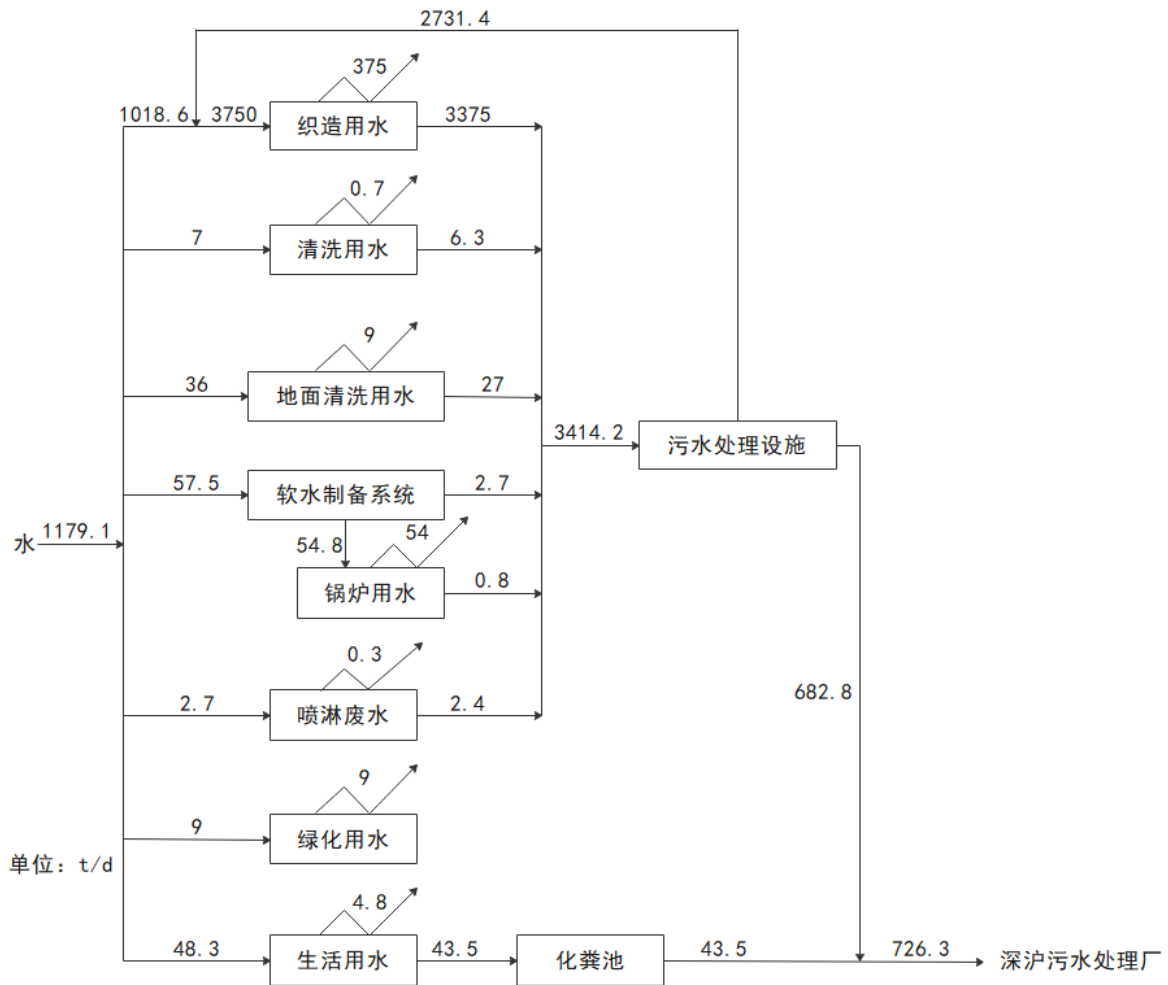 2731.4
375
1018.6
3750
织造用水
3375
0.7
7
清洗用水
6.3
9
36
地面清洗用水
27
3414.2
污水处理设施
57.5
软水制备系统
2.7
水
1179.1
54.8
54
锅炉用水
0.8
0.3
2.7
喷淋废水
2.4
682.8
9
9
绿化用水
单位：t/d
4.8
48.3
生活用水
43.5
化粪池
43.5
726.3
深沪污水处理厂